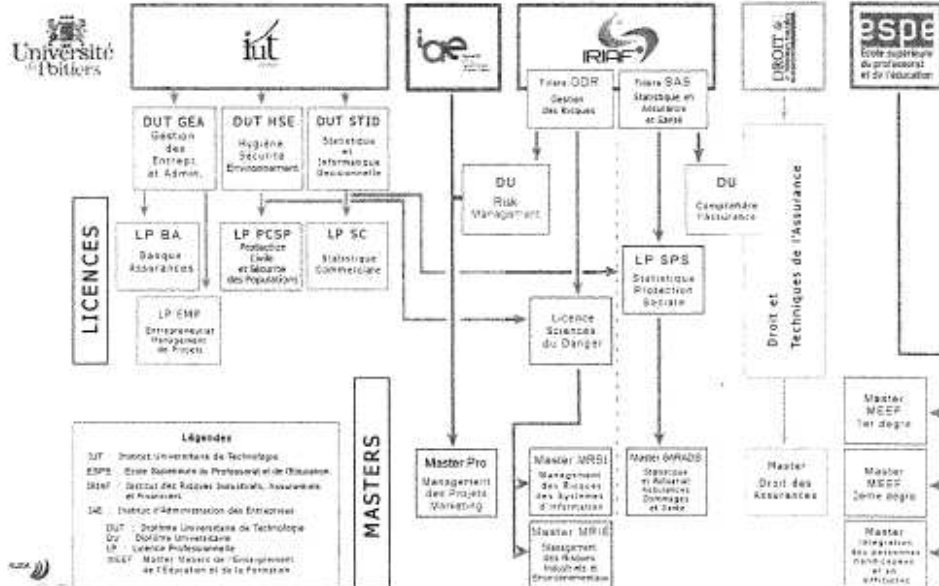 Université
de Poitiers
iut
iae
IRIAF
DROIT &
espe
École supérieure
du professorat
et de l'éducation
Filière GDR
Gestion
des Risques
Filière SAS
Statistique et
Assurance
et Santé
DUT GEA
Gestion
des
Entrepr.
et Admin.
DUT HSE
Hygiène
Sécurité
Environnement
DUT STID
Statistique
et
Informatique
Décisionnelle
DU
Risk
Management
DU
Comprendre
l'assurance
LICENCES
LP BA
Banque
Assurances
LP PCSP
Protection
Civile
et Sécurité
des Populations
LP SC
Statistique
Commerciale
LP SPS
Statistique
Protection
Sociale
Droit et
Techniques de l'Assurance
LP EMP
Entrepreneuriat
Management
de Projets
Licence
Sciences
du Danger
MASTERS
Master
MEEF
1er degré
Légendes
IUT : Institut Universitaire de Technologie
ESPE : Ecole Supérieure du Professorat et de l'Education
IRIAF : Institut des Risques Industriels, Assurantiels
et Financiers
IAE : Institut d'Administration des Entreprises
DUT : Diplôme Universitaire de Technologie
DU : Diplôme Universitaire
LP : Licence Professionnelle
MEEF : Master Métiers de l'Enseignement
de l'Education et de la Formation
Master Pro
Management
des Projets
Marketing
Master MRSI
Management
des Risques
des Systèmes
d'Information
Master SARADS
Statistique
et Actuariat
Assurances
Dommages
et Santé
Master
Droit des
Assurances
Master
MEEF
2ème degré
Master MRIE
Management
des Risques
Industriels et
Environnementaux
Master
Intégration
des personnes
handicapées
et en
difficultés